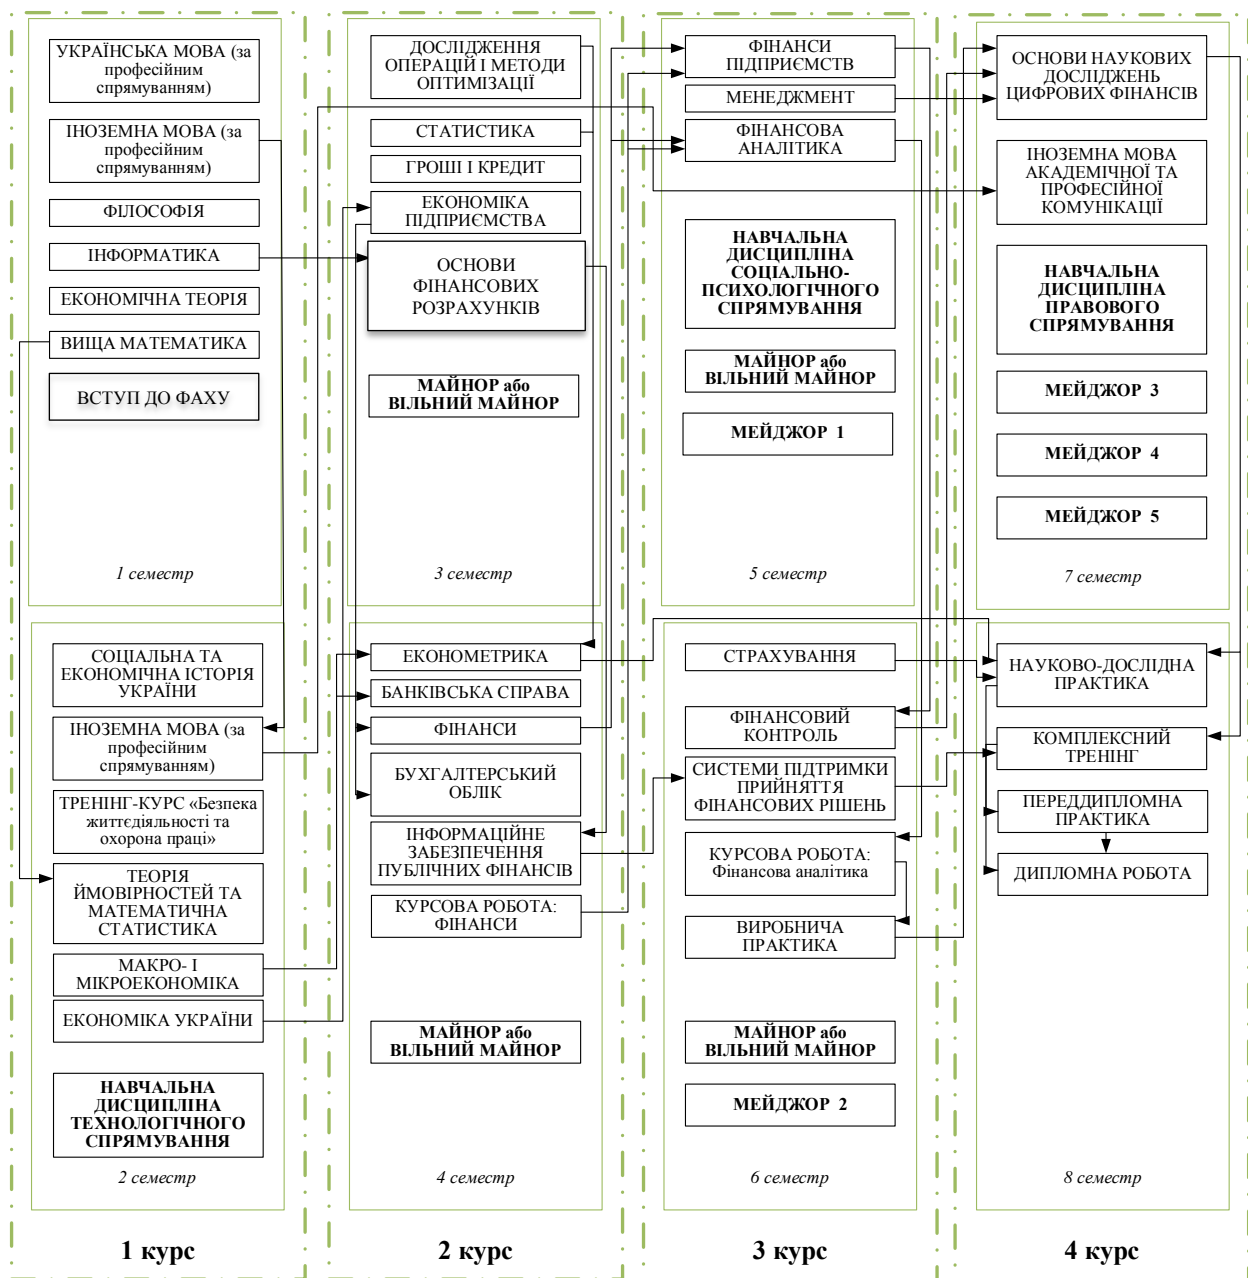 УКРАЇНСЬКА МОВА (за
професійним
спрямуванням)
ІНОЗЕМНА МОВА (за
професійним
спрямуванням)
ФІЛОСОФІЯ
ІНФОРМАТИКА
ЕКОНОМІЧНА ТЕОРІЯ
ВИЩА МАТЕМАТИКА
ВСТУП ДО ФАХУ
1 семестр
СОЦІАЛЬНА ТА
ЕКОНОМІЧНА ІСТОРІЯ
УКРАЇНИ
ІНОЗЕМНА МОВА (за
професійним
спрямуванням)
ТРЕНІНГ-КУРС «Безпека
життєдіяльності та
охорона праці»
ТЕОРІЯ
ЙМОВІРНОСТЕЙ ТА
МАТЕМАТИЧНА
СТАТИСТИКА
МАКРО- І
МІКРОЕКОНОМІКА
ЕКОНОМІКА УКРАЇНИ
НАВЧАЛЬНА
ДИСЦИПЛІНА
ТЕХНОЛОГІЧНОГО
СПРЯМУВАННЯ
2 семестр
1 курс
ДОСЛІДЖЕННЯ
ОПЕРАЦІЙ І МЕТОДИ
ОПТИМІЗАЦІЇ
СТАТИСТИКА
ГРОШІ І КРЕДИТ
ЕКОНОМІКА
ПІДПРИЄМСТВА
ОСНОВИ
ФІНАНСОВИХ
РОЗРАХУНКІВ
МАЙНОР або
ВІЛЬНИЙ МАЙНОР
3 семестр
ЕКОНОМЕТРИКА
БАНКІВСЬКА СПРАВА
ФІНАНСИ
БУХГАЛТЕРСЬКИЙ
ОБЛІК
ІНФОРМАЦІЙНЕ
ЗАБЕЗПЕЧЕННЯ
ПУБЛІЧНИХ ФІНАНСІВ
КУРСОВА РОБОТА:
ФІНАНСИ
МАЙНОР або
ВІЛЬНИЙ МАЙНОР
4 семестр
2 курс
ФІНАНСИ
ПІДПРИЄМСТВ
МЕНЕДЖМЕНТ
ФІНАНСОВА
АНАЛІТИКА
НАВЧАЛЬНА
ДИСЦИПЛІНА
СОЦІАЛЬНО-
ПСИХОЛОГІЧНОГО
СПРЯМУВАННЯ
МАЙНОР або
ВІЛЬНИЙ МАЙНОР
МЕЙДЖОР 1
5 семестр
СТРАХУВАННЯ
ФІНАНСОВИЙ
КОНТРОЛЬ
СИСТЕМИ ПІДТРИМКИ
ПРИЙНЯТТЯ
ФІНАНСОВИХ РІШЕНЬ
КУРСОВА РОБОТА:
Фінансова аналітика
ВИРОБНИЧА
ПРАКТИКА
МАЙНОР або
ВІЛЬНИЙ МАЙНОР
МЕЙДЖОР 2
6 семестр
3 курс
ОСНОВИ НАУКОВИХ
ДОСЛІДЖЕНЬ
ЦИФРОВИХ ФІНАНСІВ
ІНОЗЕМНА МОВА
АКАДЕМІЧНОЇ ТА
ПРОФЕСІЙНОЇ
КОМУНІКАЦІЇ
НАВЧАЛЬНА
ДИСЦИПЛІНА
ПРАВОВОГО
СПРЯМУВАННЯ
МЕЙДЖОР 3
МЕЙДЖОР 4
МЕЙДЖОР 5
7 семестр
НАУКОВО-ДОСЛІДНА
ПРАКТИКА
КОМПЛЕКСНИЙ
ТРЕНІНГ
ПЕРЕДДИПЛОМНА
ПРАКТИКА
ДИПЛОМНА РОБОТА
8 семестр
4 курс